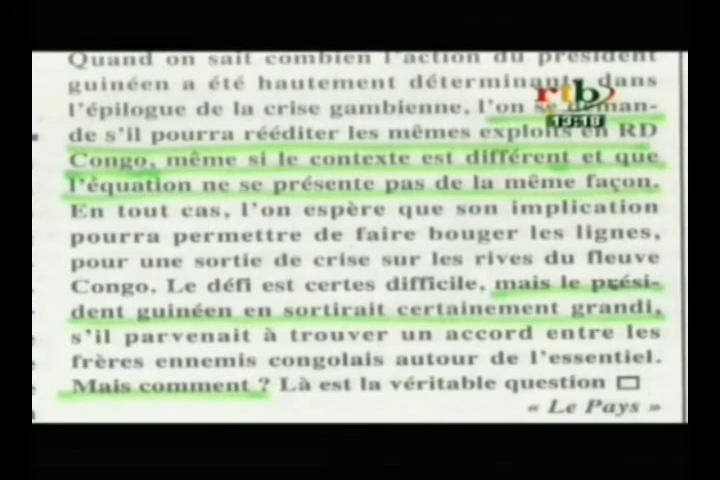 Quand on sait combien l'action du président
guinéen a été hautement déterminante dans
l'épilogue de la crise gambienne, l'on se deman-
de s'il pourra rééditer les mêmes exploits en RD
Congo, même si le contexte est différent et que
l'équation ne se présente pas de la même façon.
En tout cas, l'on espère que son implication
pourra permettre de faire bouger les lignes,
pour une sortie de crise sur les rives du fleuve
Congo. Le défi est certes difficile, mais le prési-
dent guinéen en sortirait certainement grandi,
s'il parvenait à trouver un accord entre les
frères ennemis congolais autour de l'essentiel.
Mais comment ? Là est la véritable question
« Le Pays »
rtb
13:18